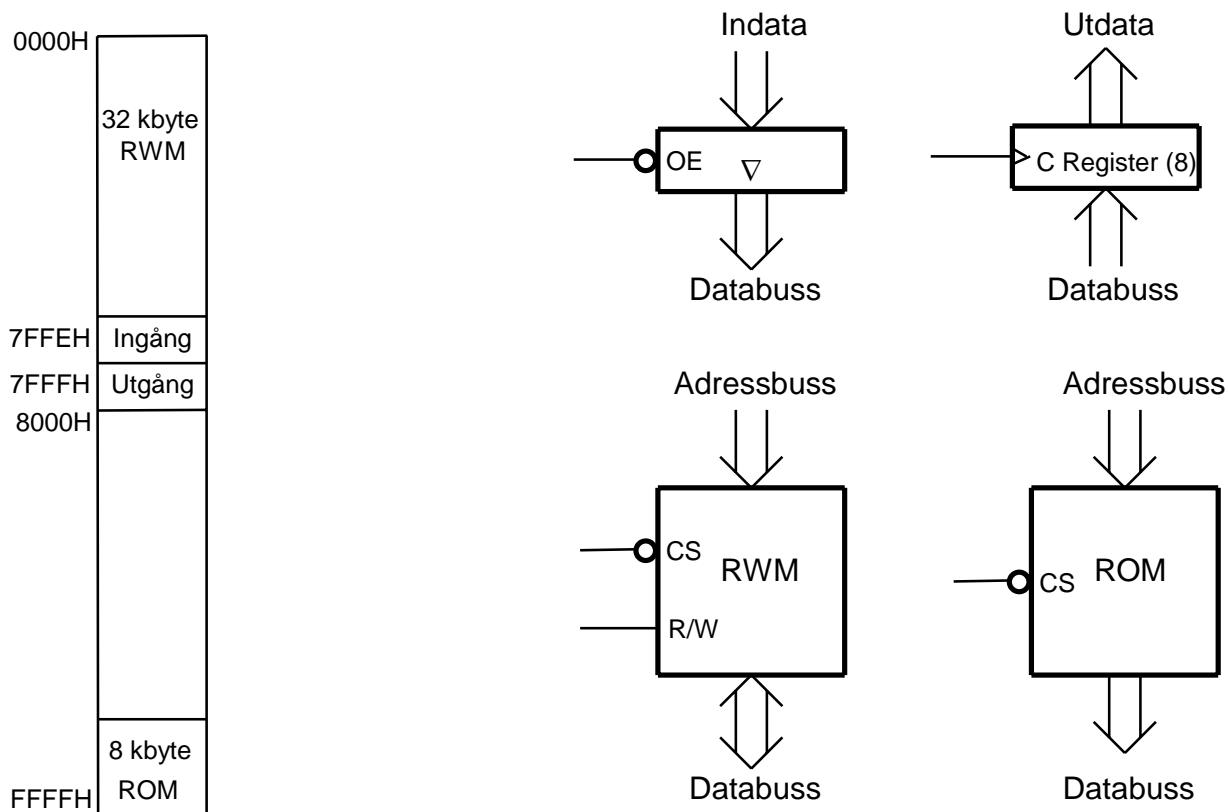 0000H
32 kbyte
RWM
7FFEH
Ingång
7FFFH
Utgång
8000H
8 kbyte
ROM
FFFFH
Indata
OE
∇
Databuss
Utdata
C Register (8)
Databuss
Adressbuss
CS
RWM
R/W
Databuss
Adressbuss
CS
ROM
Databuss